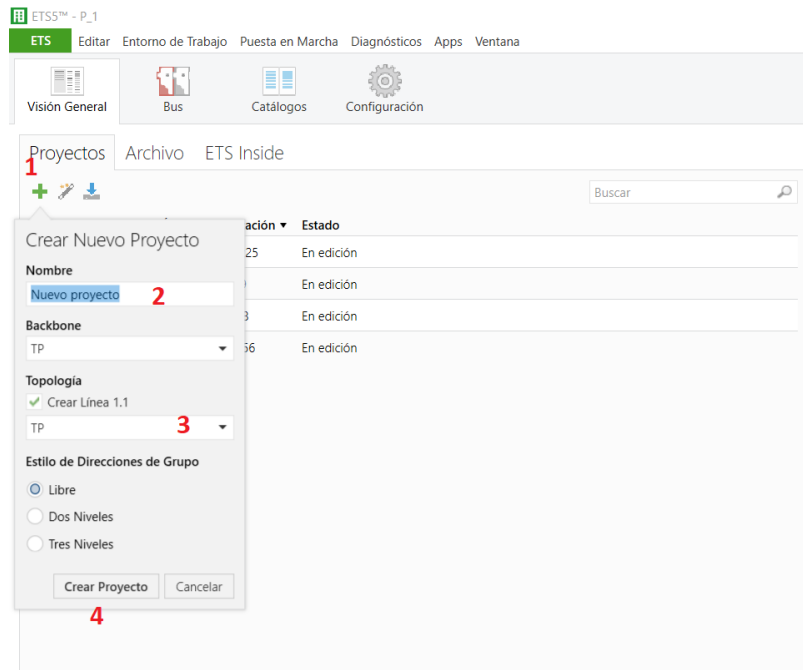 ETS5™ - P_1
ETS Editar Entorno de Trabajo Puesta en Marcha Diagnósticos Apps Ventana
Visión General Bus Catálogos Configuración
Proyectos Archivo ETS Inside
1
Buscar
Crear Nuevo Proyecto
ación Estado
25 En edición
Nombre
Nuevo proyecto 2
En edición
Backbone
3 En edición
TP
56 En edición
Topología
Crear Línea 1.1
TP 3
Estilo de Direcciones de Grupo
Libre
Dos Niveles
Tres Niveles
Crear Proyecto Cancelar
4